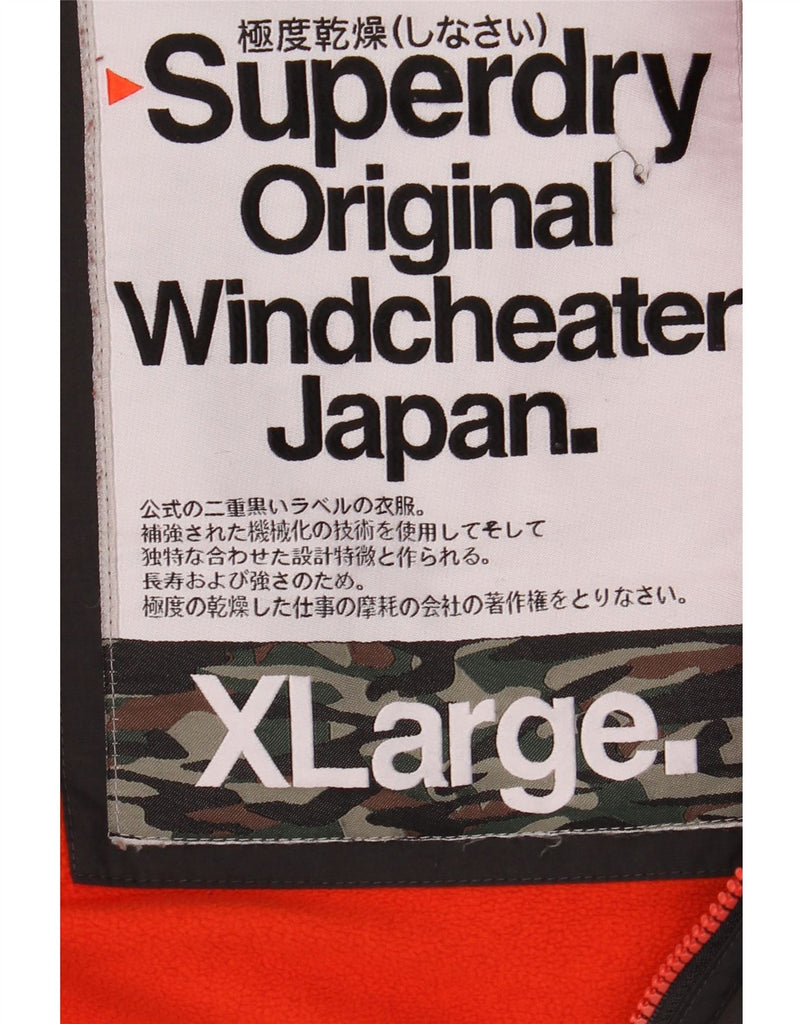 極度乾燥(しなさい)
Superdry
Original
Windcheater
Japan.
公式の二重黒いラベルの衣服。
補強された機械化の技術を使用してそして
独特な合わせた設計特微と作られる。
長寿および強さのため。
極度の乾燥した仕事の摩耗の会社の著作権をとりなさい。
XLarge.